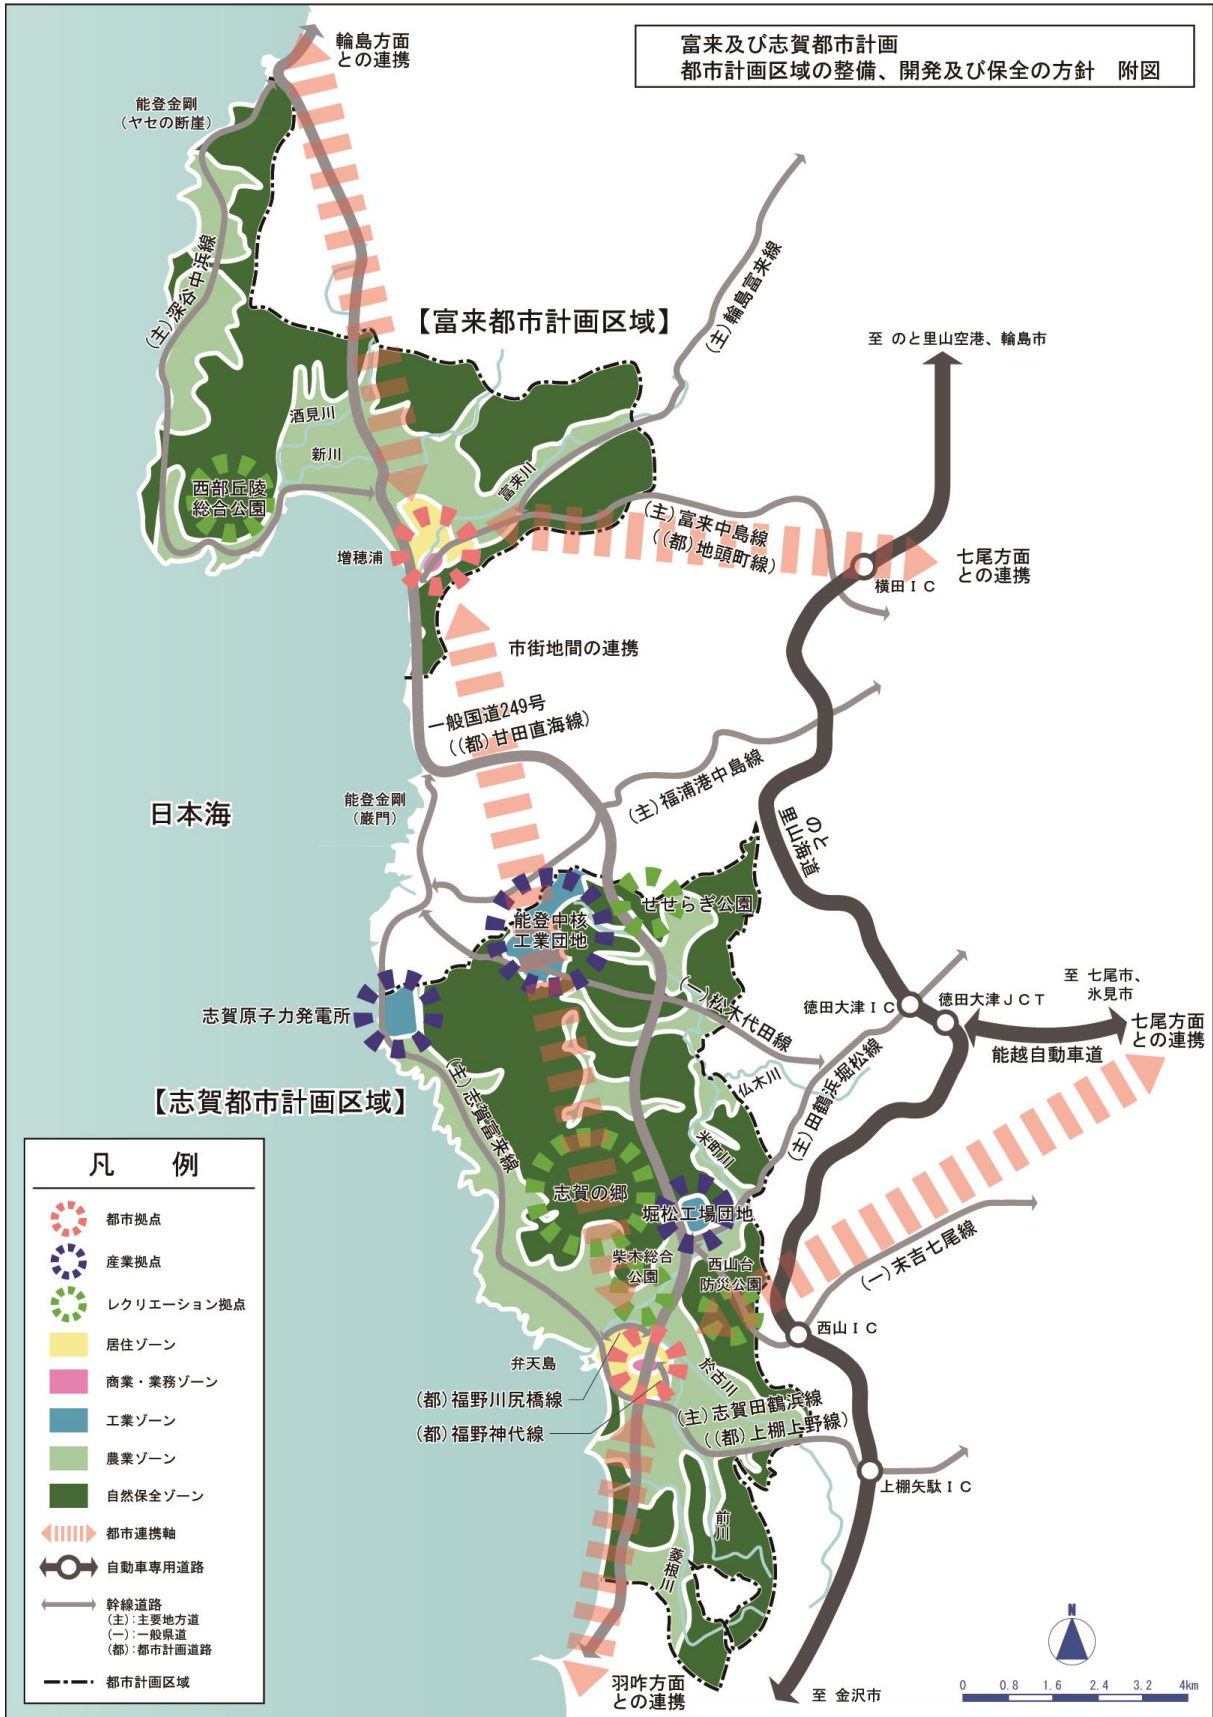 富来及び志賀都市計画
都市計画区域の整備、開発及び保全の方針　附図
輪島方面
との連携
能登金剛
(ヤセの断崖)
(主)深谷中浜線
【富来都市計画区域】
(主)輪島富来線
至 のと里山空港、輪島市
酒見川
新川
富来川
西部丘陵
総合公園
(主)富来中島線
((都)地頭町線)
増穂浦
七尾方面
との連携
横田ＩＣ
市街地間の連携
一般国道249号
((都)甘田直海線)
(主)福浦港中島線
能登金剛
(巌門)
日本海
のと
里山海道
せせらぎ公園
能登中核
工業団地
志賀原子力発電所
(一)松木代田線
徳田大津ＩＣ
徳田大津ＪＣＴ
至 七尾市、
氷見市
七尾方面
との連携
能越自動車道
【志賀都市計画区域】
(主)志賀富来線
仏木川
(主)田鶴浜堀松線
米町川
志賀の郷
堀松工場団地
柴木総合
公園
西山台
防災公園
(一)末吉七尾線
西山ＩＣ
弁天島
於古川
(都)福野川尻橋線
(都)福野神代線
(主)志賀田鶴浜線
((都)上棚上野線)
上棚矢駄ＩＣ
前川
菱根川
羽咋方面
との連携
至 金沢市
凡　例
都市拠点
産業拠点
レクリエーション拠点
居住ゾーン
商業・業務ゾーン
工業ゾーン
農業ゾーン
自然保全ゾーン
都市連携軸
自動車専用道路
幹線道路
(主):主要地方道
(一):一般県道
(都):都市計画道路
都市計画区域
N
0 0.8 1.6 2.4 3.2 4km